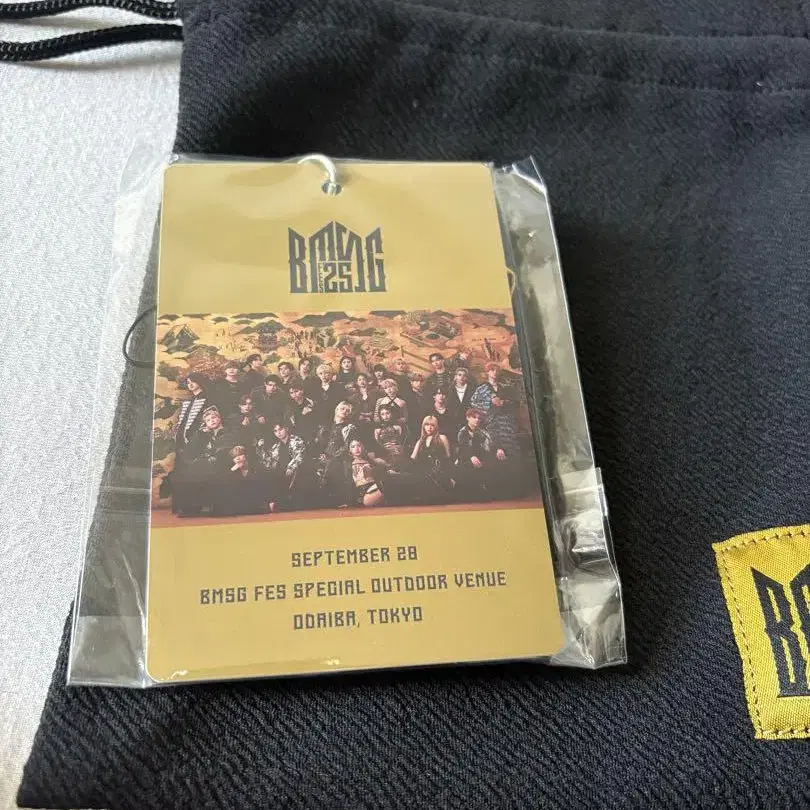 BMSG
25
SEPTEMBER 28
BMSG FES SPECIAL OUTDOOR VENUE
ODAIBA, TOKYO